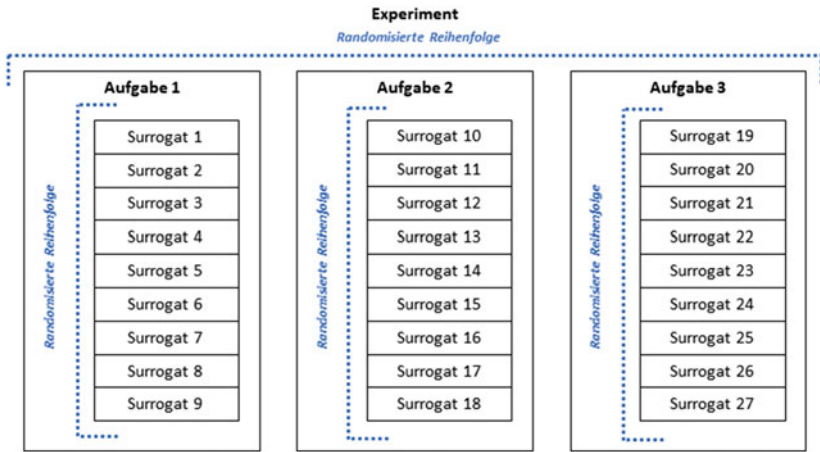 Experiment
Randomisierte Reihenfolge
Aufgabe 1
Randomisierte Reihenfolge
Surrogat 1
Surrogat 2
Surrogat 3
Surrogat 4
Surrogat 5
Surrogat 6
Surrogat 7
Surrogat 8
Surrogat 9
Aufgabe 2
Randomisierte Reihenfolge
Surrogat 10
Surrogat 11
Surrogat 12
Surrogat 13
Surrogat 14
Surrogat 15
Surrogat 16
Surrogat 17
Surrogat 18
Aufgabe 3
Randomisierte Reihenfolge
Surrogat 19
Surrogat 20
Surrogat 21
Surrogat 22
Surrogat 23
Surrogat 24
Surrogat 25
Surrogat 26
Surrogat 27